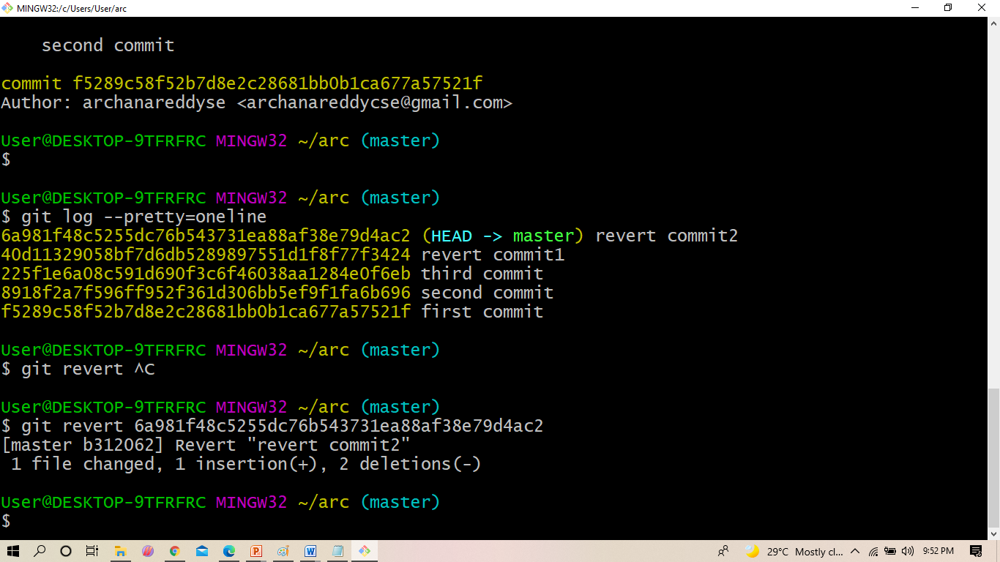 MINGW32:/c/Users/User/arc
second commit
commit f5289c58f52b7d8e2c28681bb0b1ca677a57521f
Author: archanareddyse <archanareddycse@gmail.com>
User@DESKTOP-9TFRFRC MINGW32 ~/arc (master)
$
User@DESKTOP-9TFRFRC MINGW32 ~/arc (master)
$ git log --pretty=oneline
6a981f48c5255dc76b543731ea88af38e79d4ac2 (HEAD -> master) revert commit2
40d11329058bf7d6db5289897551d1f8f77f3424 revert commit1
225f1e6a08c591d690f3c6f46038aa1284e0f6eb third commit
8918f2a7f596ff952f361d306bb5ef9f1fa6b696 second commit
f5289c58f52b7d8e2c28681bb0b1ca677a57521f first commit
User@DESKTOP-9TFRFRC MINGW32 ~/arc (master)
$ git revert ^C
User@DESKTOP-9TFRFRC MINGW32 ~/arc (master)
$ git revert 6a981f48c5255dc76b543731ea88af38e79d4ac2
[master b312062] Revert "revert commit2"
1 file changed, 1 insertion(+), 2 deletions(-)
User@DESKTOP-9TFRFRC MINGW32 ~/arc (master)
$
29°C Mostly cl... 9:52 PM